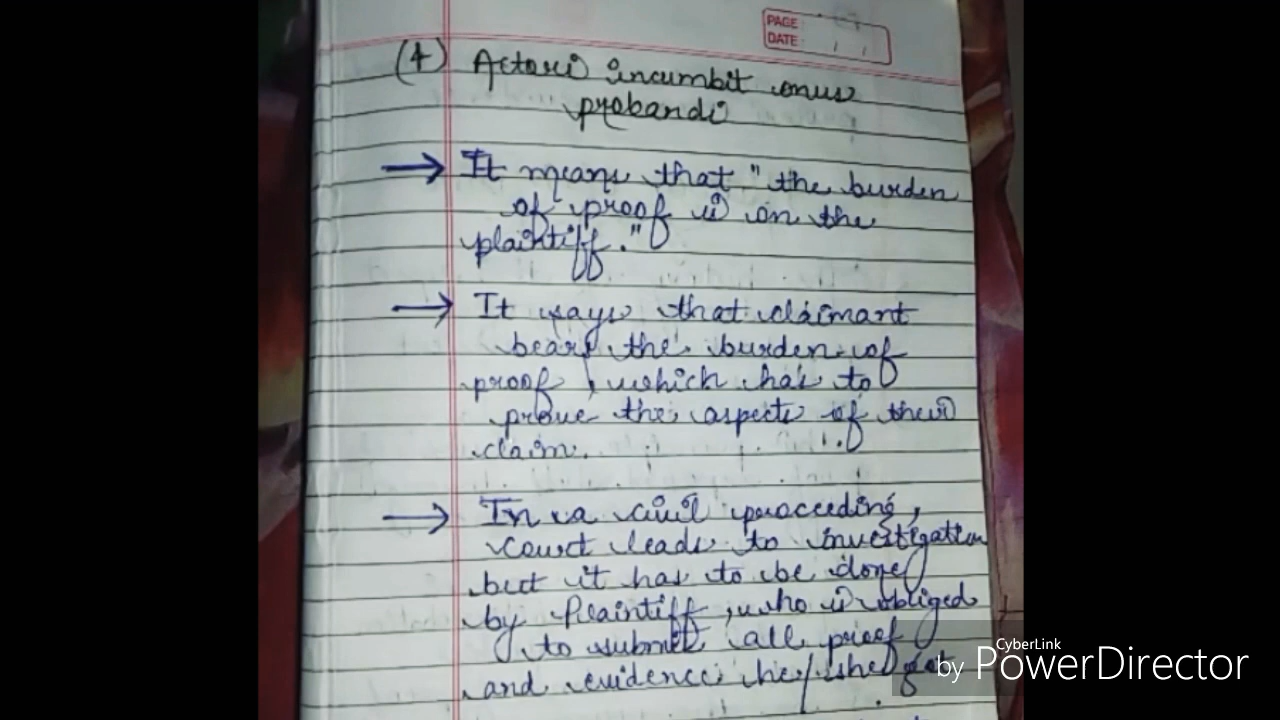 PAGE
DATE
(4) Actori incumbit onus
probandi
→ It means that "the burden
of proof is on the
plaintiff."
→ It says that claimant
bears the burden of
proof, which has to
prove the aspects of their
claim.
→ In a civil proceeding,
court leads to investigation
but it has to be done
by Plaintiff, who is obliged
to submit all proof
and evidence he/she got
CyberLink
by PowerDirector